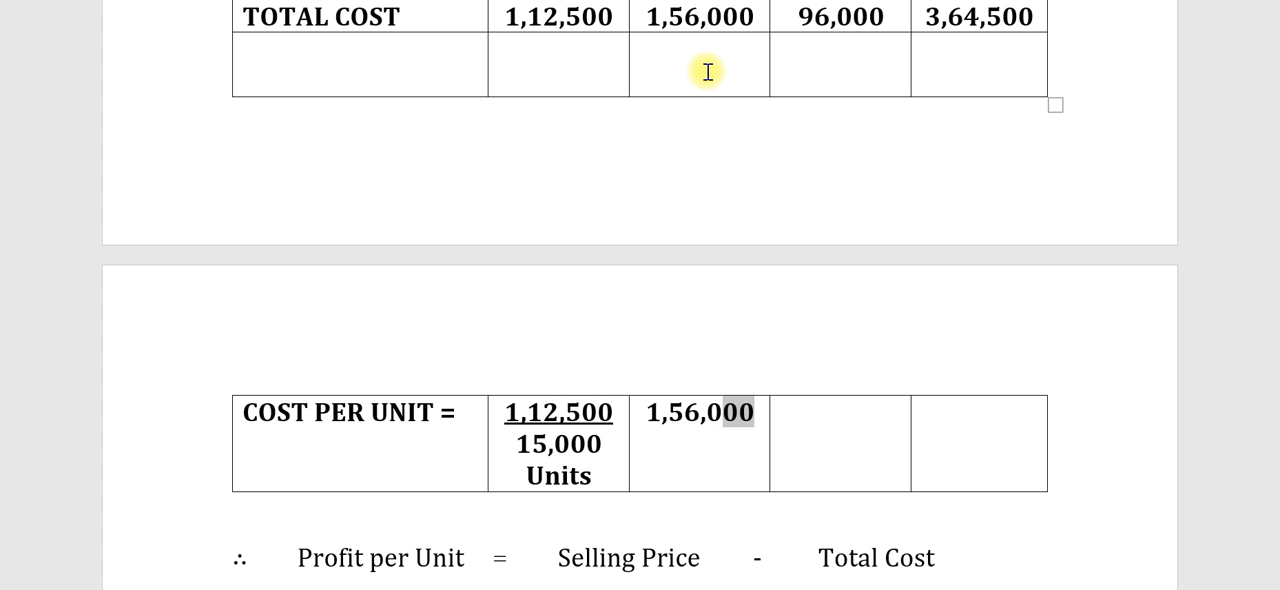 TOTAL COST 1,12,500 1,56,000 96,000 3,64,500
COST PER UNIT = 1,12,500 1,56,000
15,000
Units
∴ Profit per Unit = Selling Price - Total Cost